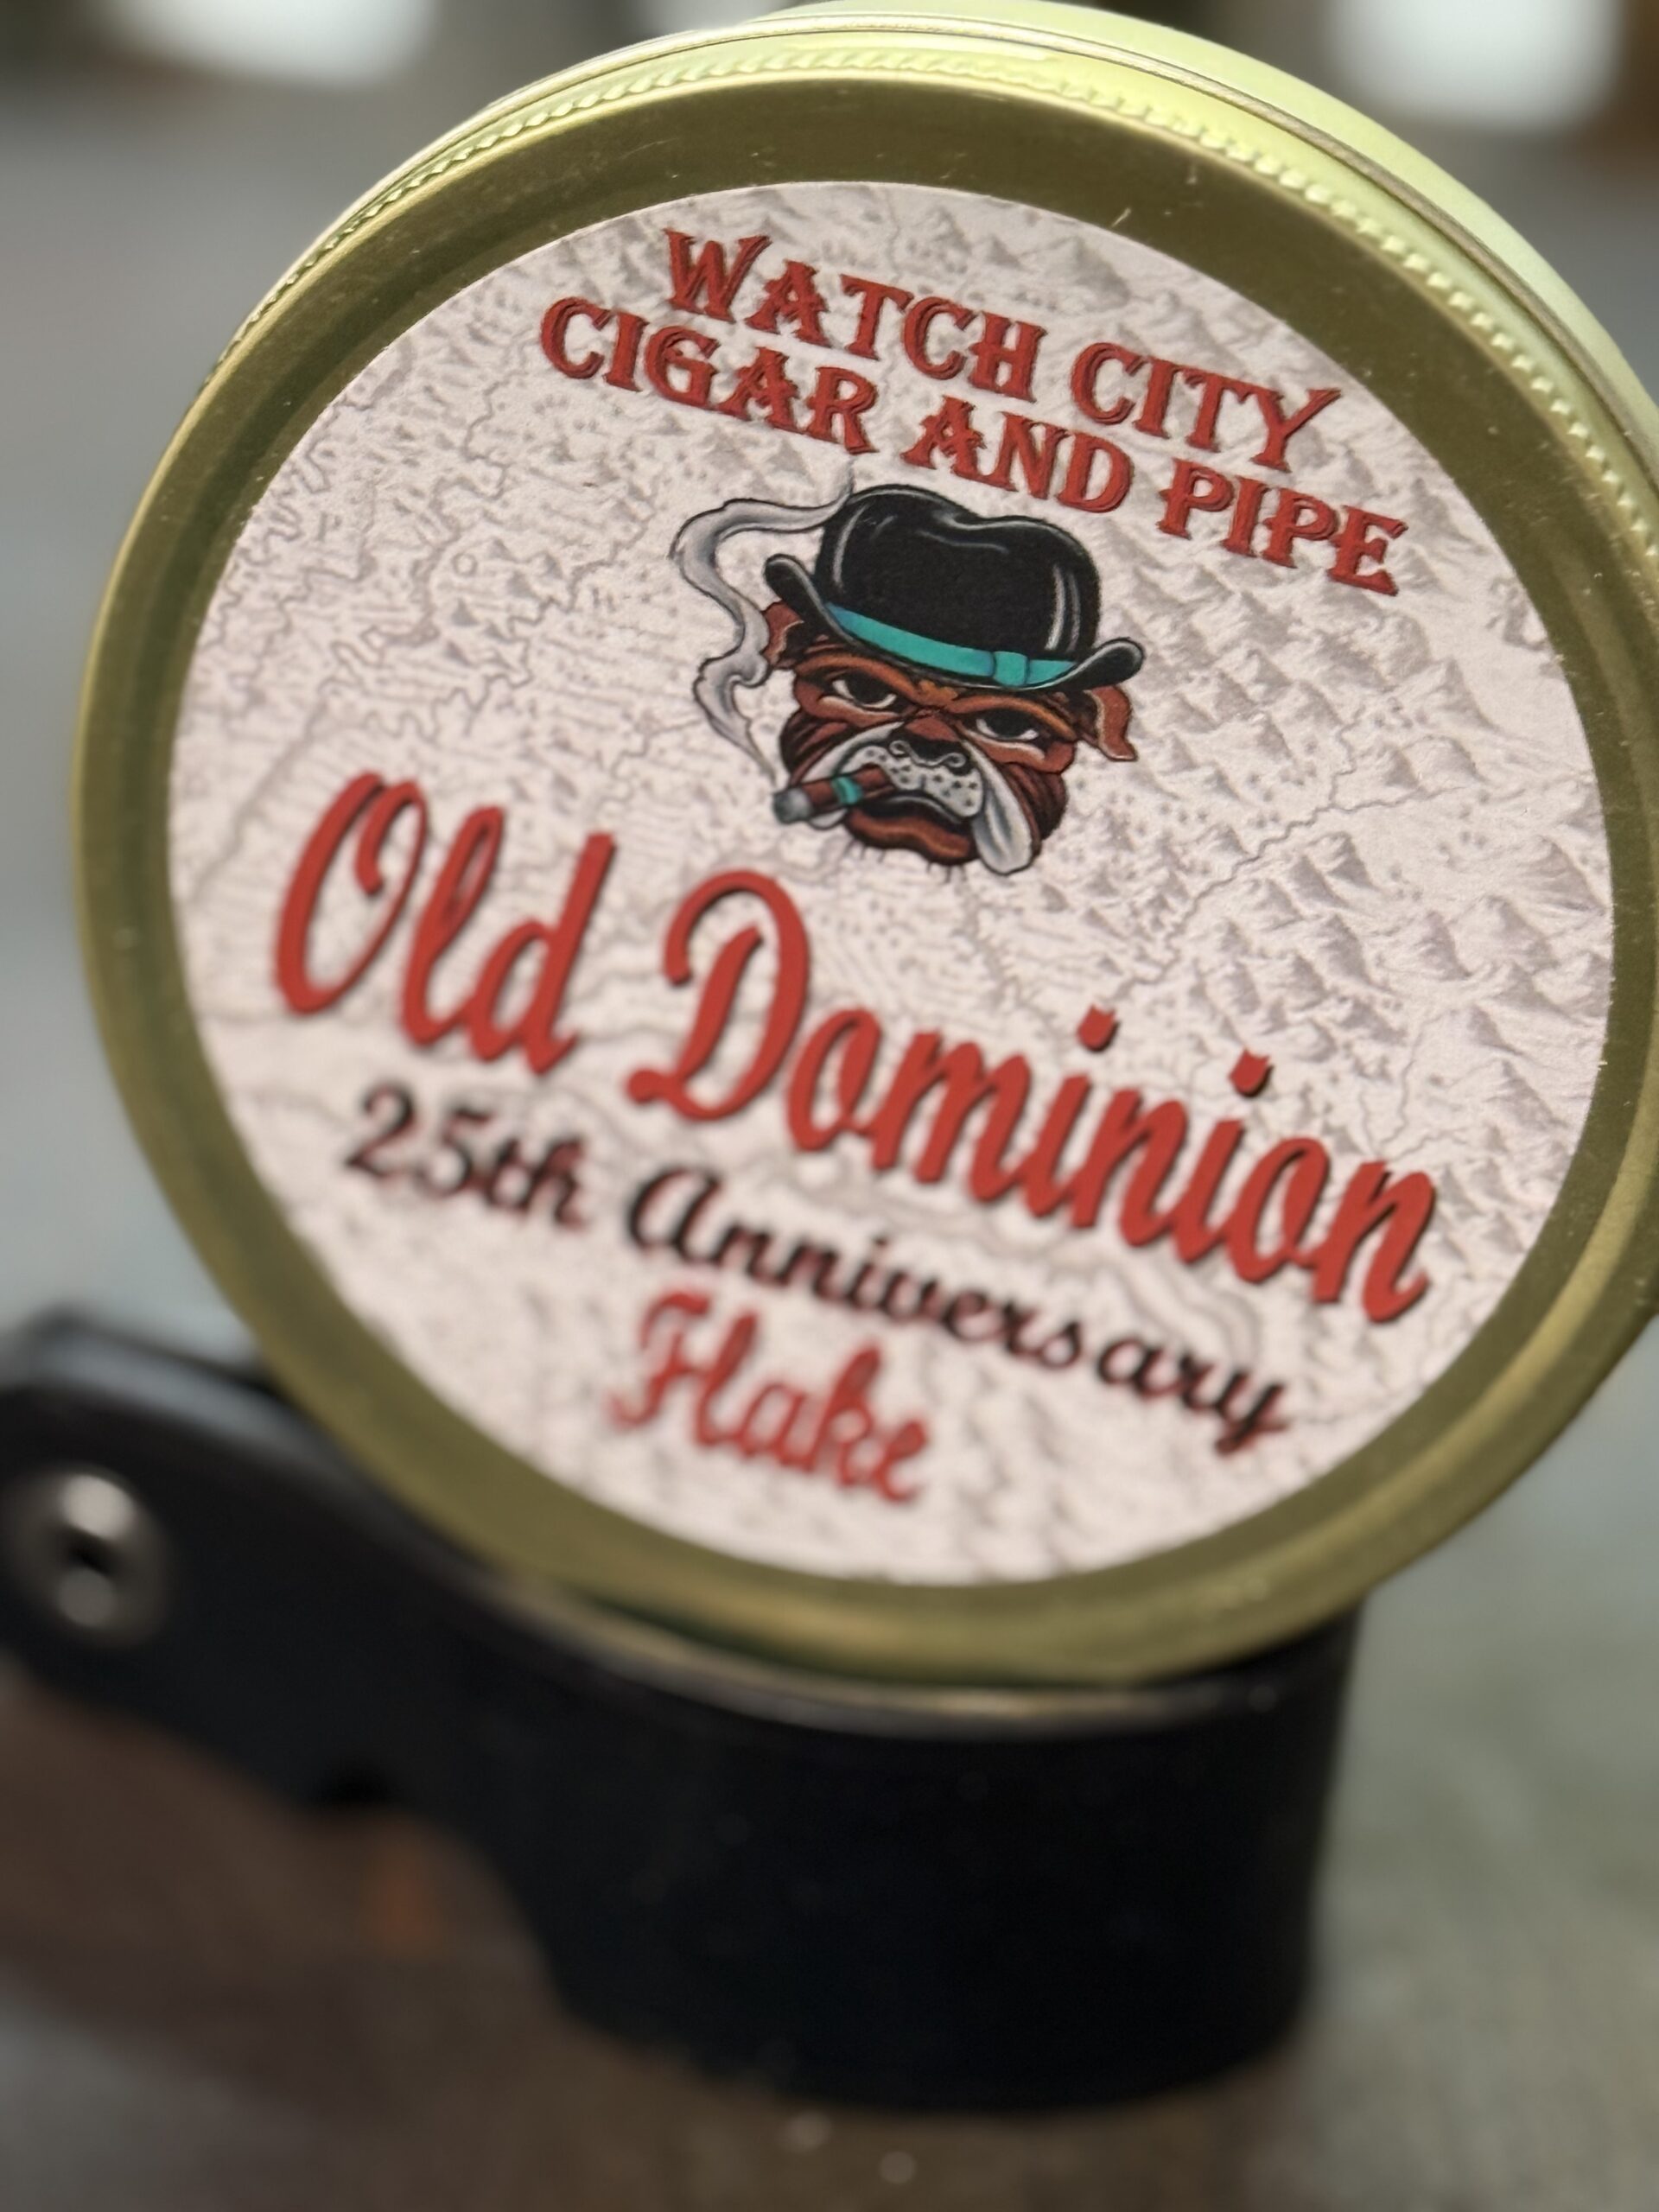 WATCH CITY
CIGAR AND PIPE
Old Dominion
25th Anniversary
Flake